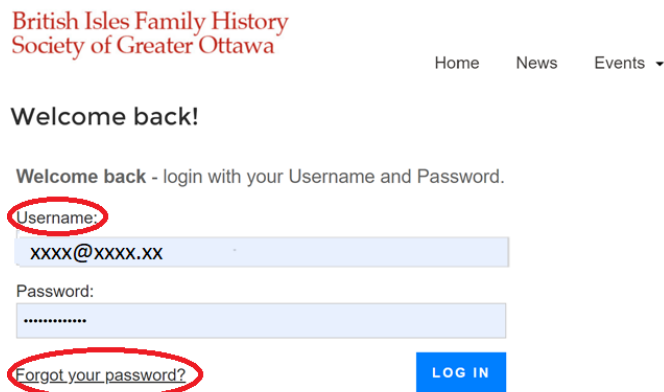 British Isles Family History
Society of Greater Ottawa
Home News Events
Welcome back!
Welcome back - login with your Username and Password.
Username:
xxxx@xxxx.xx
Password:
•••••••••••••
Forgot your password?
LOG IN